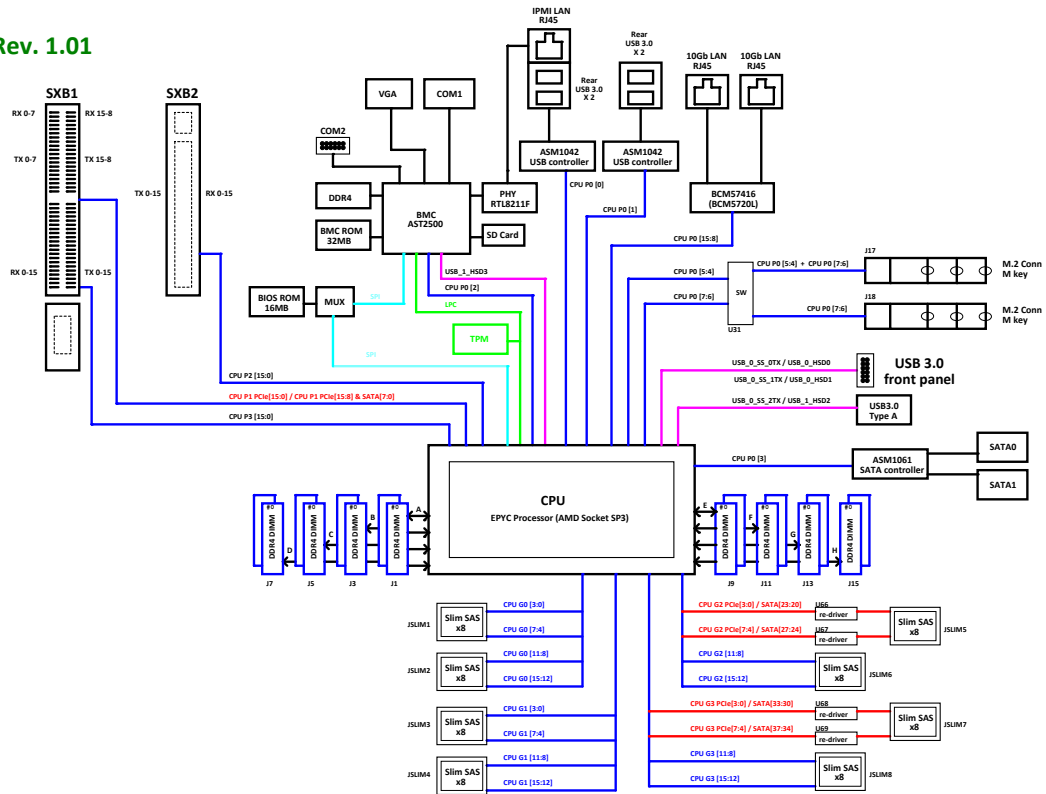 Rev. 1.01
SXB1
RX 0-7
RX 15-8
TX 0-7
TX 15-8
RX 0-15
TX 0-15
SXB2
TX 0-15
RX 0-15
IPMI LAN
RJ45
Rear
USB 3.0
X 2
Rear
USB 3.0
X 2
10Gb LAN
RJ45
10Gb LAN
RJ45
VGA
COM1
COM2
ASM1042
USB controller
ASM1042
USB controller
CPU P0 [0]
CPU P0 [1]
DDR4
BMC
AST2500
PHY
RTL8211F
BCM57416
(BCM5720L)
BMC ROM
32MB
SD Card
CPU P0 [15:8]
USB_1_HSD3
CPU P0 [2]
BIOS ROM
16MB
MUX
SPI
LPC
SPI
TPM
CPU P0 [5:4]
CPU P0 [7:6]
SW
U31
CPU P0 [5:4] + CPU P0 [7:6]
CPU P0 [7:6]
J17
M.2 Conn
M key
J18
M.2 Conn
M key
USB_0_SS_0TX / USB_0_HSD0
USB_0_SS_1TX / USB_0_HSD1
USB 3.0
front panel
USB_0_SS_2TX / USB_1_HSD2
USB3.0
Type A
CPU P2 [15:0]
CPU P1 PCIe[15:0] / CPU P1 PCIe[15:8] & SATA[7:0]
CPU P3 [15:0]
CPU P0 [3]
ASM1061
SATA controller
SATA0
SATA1
CPU
EPYC Processor (AMD Socket SP3)
#0
DDR4 DIMM
J7
D
#0
DDR4 DIMM
J5
C
#0
DDR4 DIMM
J3
B
#0
DDR4 DIMM
J1
A
E
#0
DDR4 DIMM
J9
F
#0
DDR4 DIMM
J11
G
#0
DDR4 DIMM
J13
H
#0
DDR4 DIMM
J15
JSLIM1
Slim SAS
x8
CPU G0 [3:0]
CPU G0 [7:4]
JSLIM2
Slim SAS
x8
CPU G0 [11:8]
CPU G0 [15:12]
JSLIM3
Slim SAS
x8
CPU G1 [3:0]
CPU G1 [7:4]
JSLIM4
Slim SAS
x8
CPU G1 [11:8]
CPU G1 [15:12]
CPU G2 PCIe[3:0] / SATA[23:20]
U66
re-driver
CPU G2 PCIe[7:4] / SATA[27:24]
U67
re-driver
Slim SAS
x8
JSLIM5
CPU G2 [11:8]
CPU G2 [15:12]
Slim SAS
x8
JSLIM6
CPU G3 PCIe[3:0] / SATA[33:30]
U68
re-driver
CPU G3 PCIe[7:4] / SATA[37:34]
U69
re-driver
Slim SAS
x8
JSLIM7
CPU G3 [11:8]
CPU G3 [15:12]
Slim SAS
x8
JSLIM8